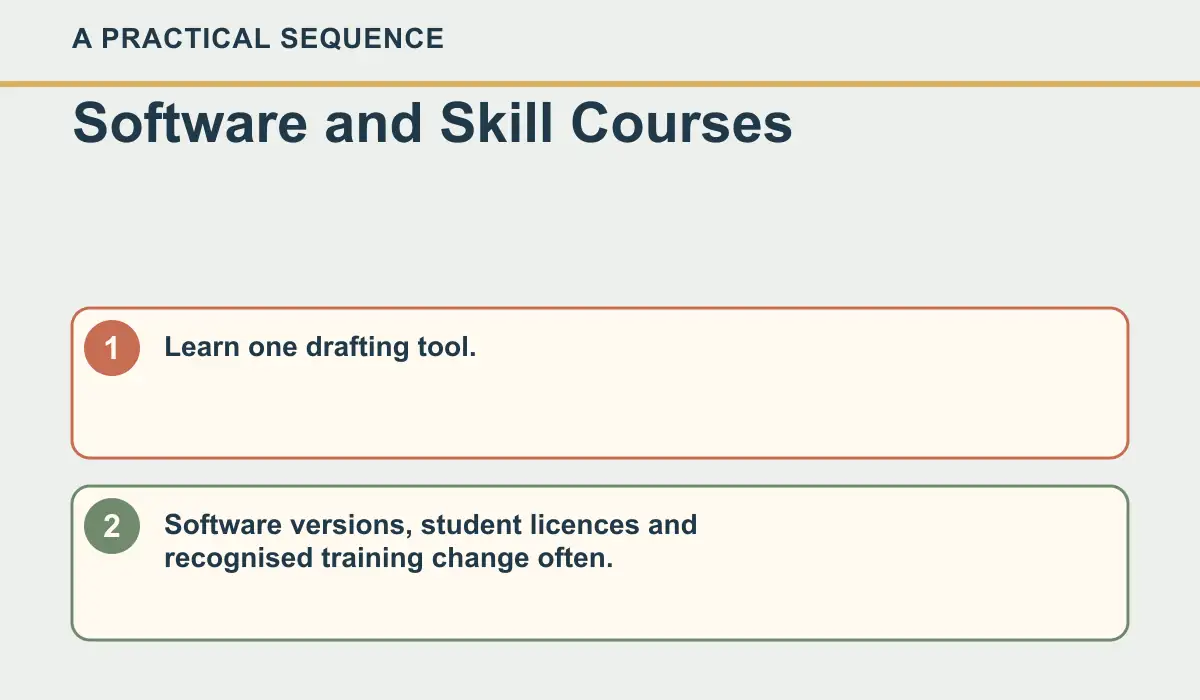 A PRACTICAL SEQUENCE
Software and Skill Courses
1
Learn one drafting tool.
2
Software versions, student licences and
recognised training change often.